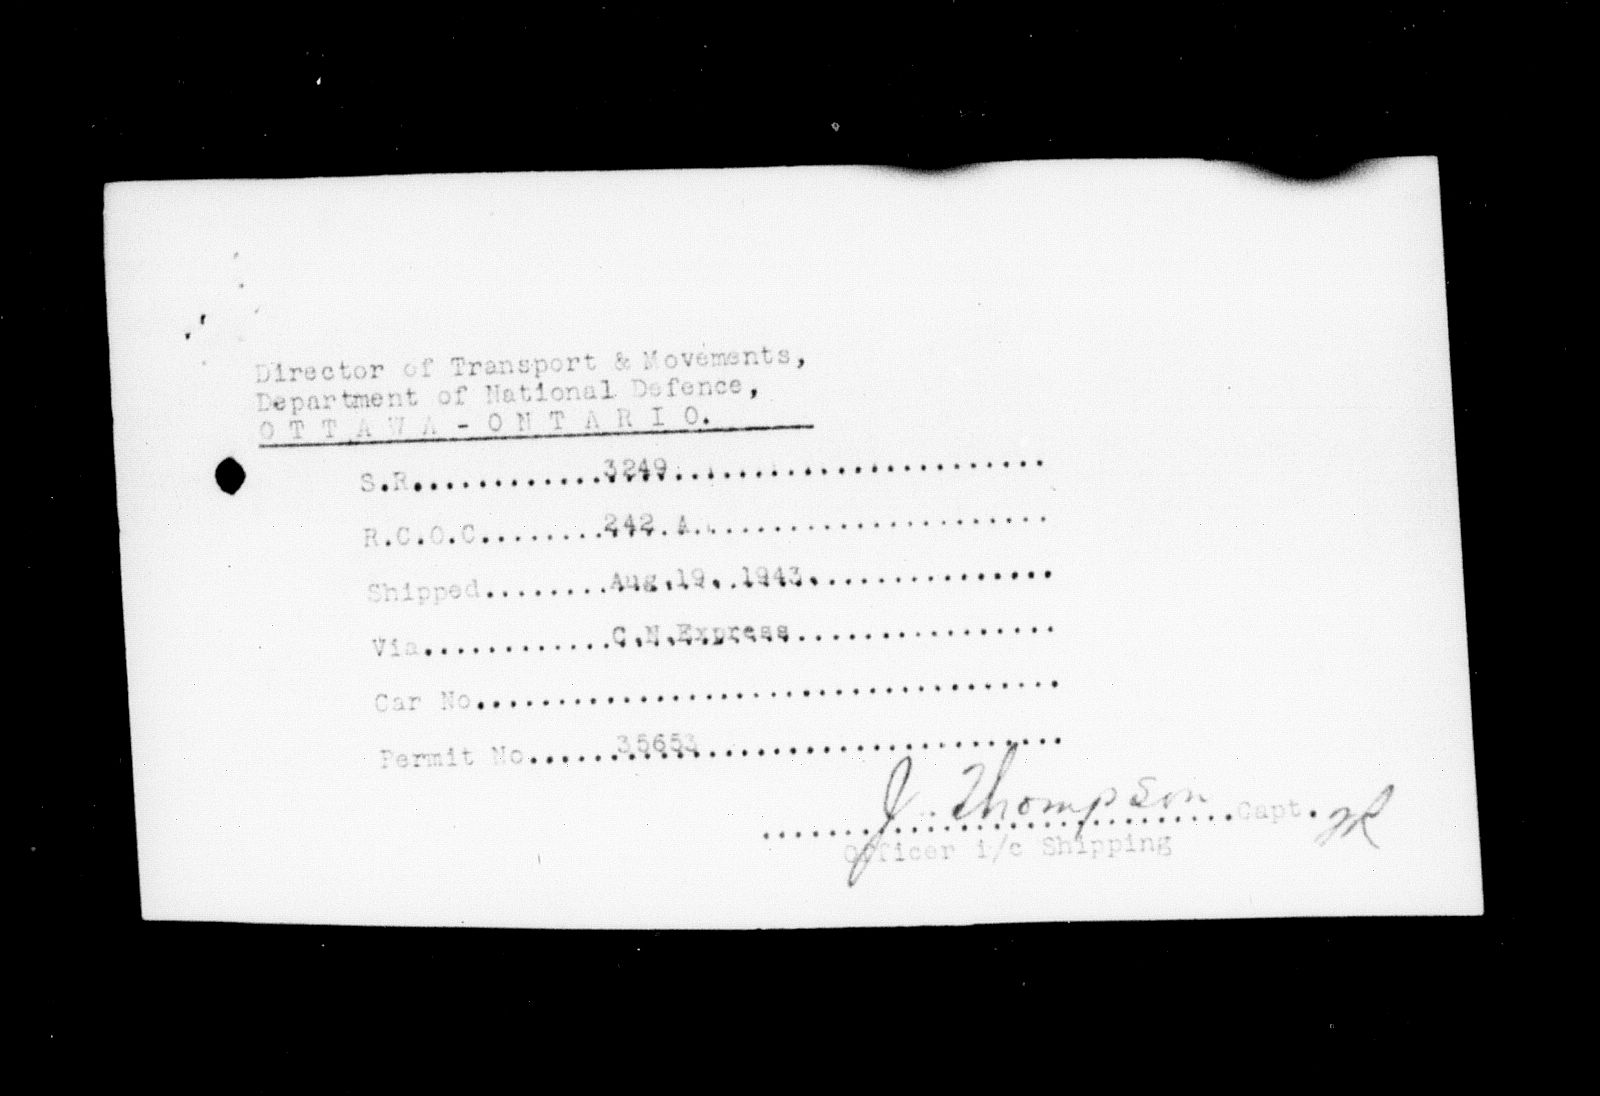 Director of Transport & Movements,
Department of National Defence,
O T T A W A - O N T A R I O.
S.R. 3249
R.C.O.C. 242 A
Shipped Aug.19, 1943.
Via C.N.Express
Car No.
Permit No. 35653
J. Thompson Capt.
Officer i/c Shipping